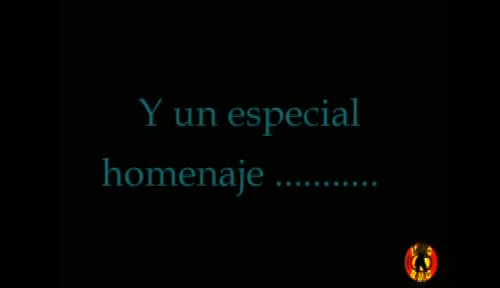 Y un especial
homenaje ...........